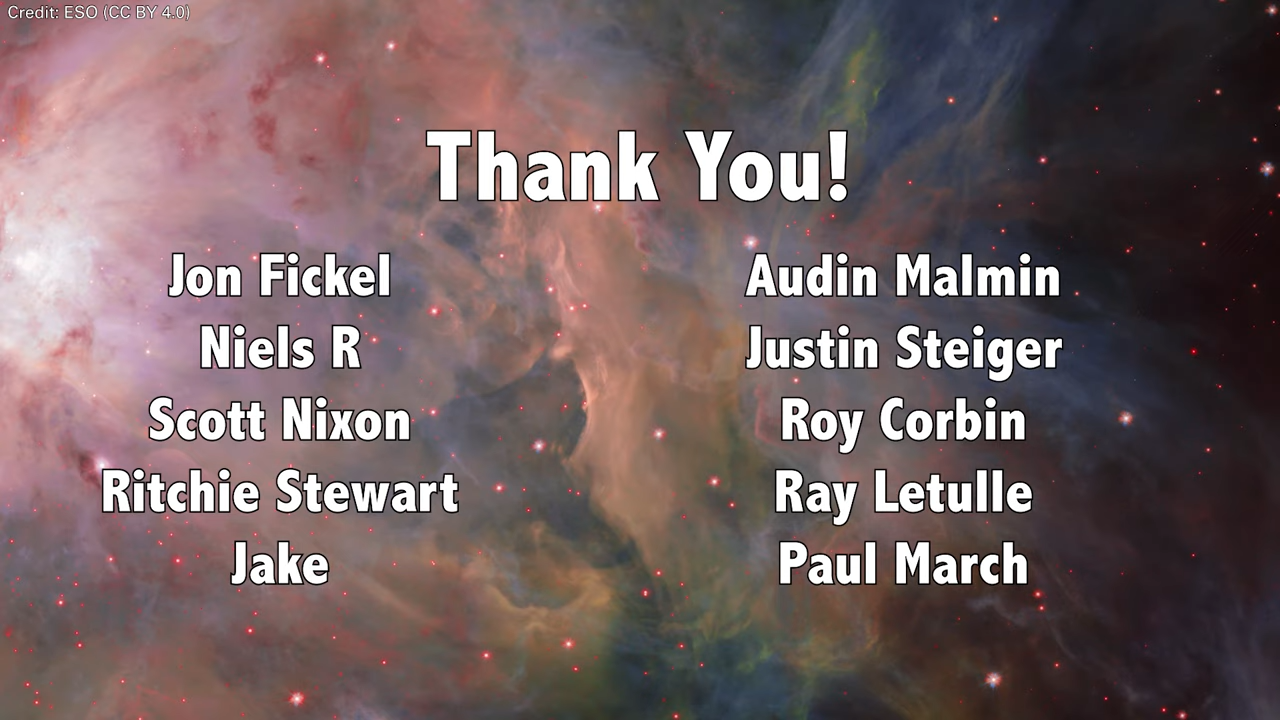 Credit: ESO (CC BY 4.0)
Thank You!
Jon Fickel
Niels R
Scott Nixon
Ritchie Stewart
Jake
Audin Malmin
Justin Steiger
Roy Corbin
Ray Letulle
Paul March